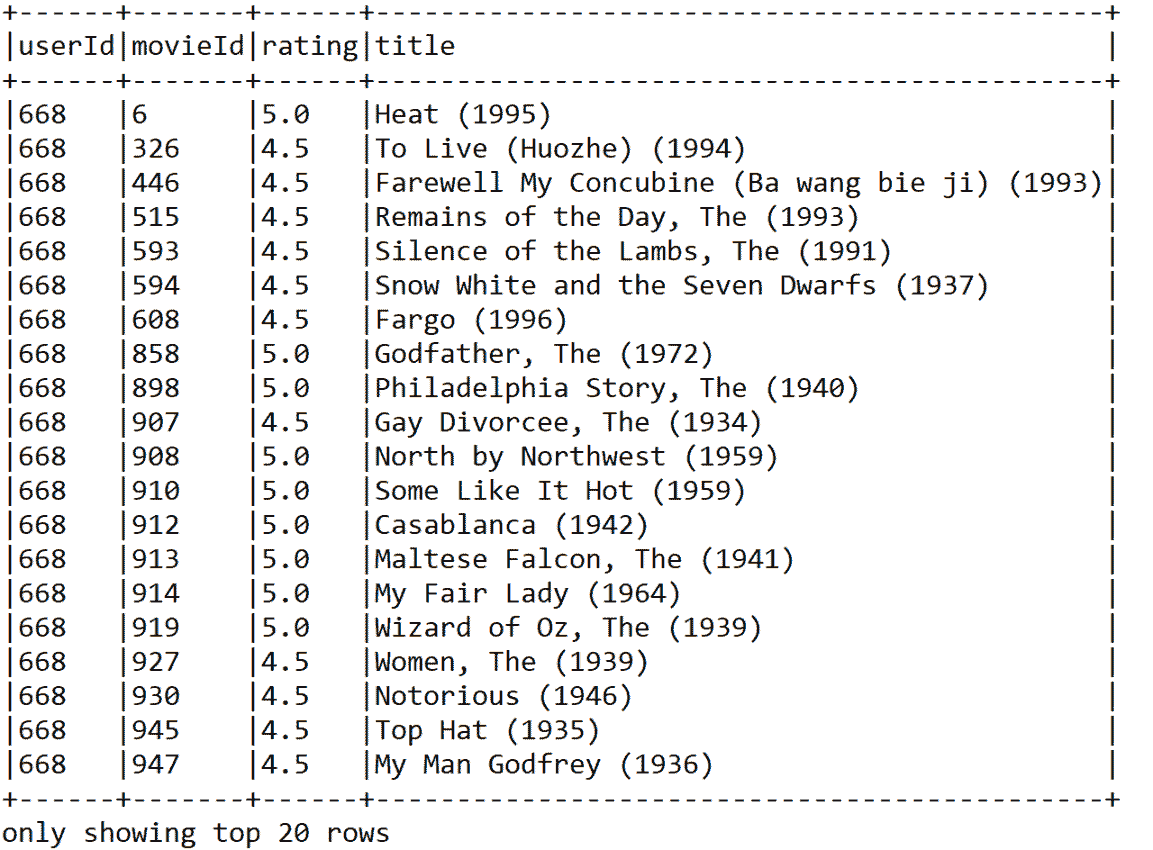 +------+-------+------+---------------------------------------------+
|userId|movieId|rating|title                                        |
+------+-------+------+---------------------------------------------+
|668   |6      |5.0   |Heat (1995)                                  |
|668   |326    |4.5   |To Live (Huozhe) (1994)                      |
|668   |446    |4.5   |Farewell My Concubine (Ba wang bie ji) (1993)|
|668   |515    |4.5   |Remains of the Day, The (1993)               |
|668   |593    |4.5   |Silence of the Lambs, The (1991)             |
|668   |594    |4.5   |Snow White and the Seven Dwarfs (1937)       |
|668   |608    |4.5   |Fargo (1996)                                 |
|668   |858    |5.0   |Godfather, The (1972)                        |
|668   |898    |5.0   |Philadelphia Story, The (1940)               |
|668   |907    |4.5   |Gay Divorcee, The (1934)                     |
|668   |908    |5.0   |North by Northwest (1959)                    |
|668   |910    |5.0   |Some Like It Hot (1959)                      |
|668   |912    |5.0   |Casablanca (1942)                            |
|668   |913    |5.0   |Maltese Falcon, The (1941)                   |
|668   |914    |5.0   |My Fair Lady (1964)                          |
|668   |919    |5.0   |Wizard of Oz, The (1939)                     |
|668   |927    |4.5   |Women, The (1939)                            |
|668   |930    |4.5   |Notorious (1946)                             |
|668   |945    |4.5   |Top Hat (1935)                               |
|668   |947    |4.5   |My Man Godfrey (1936)                        |
+------+-------+------+---------------------------------------------+
only showing top 20 rows